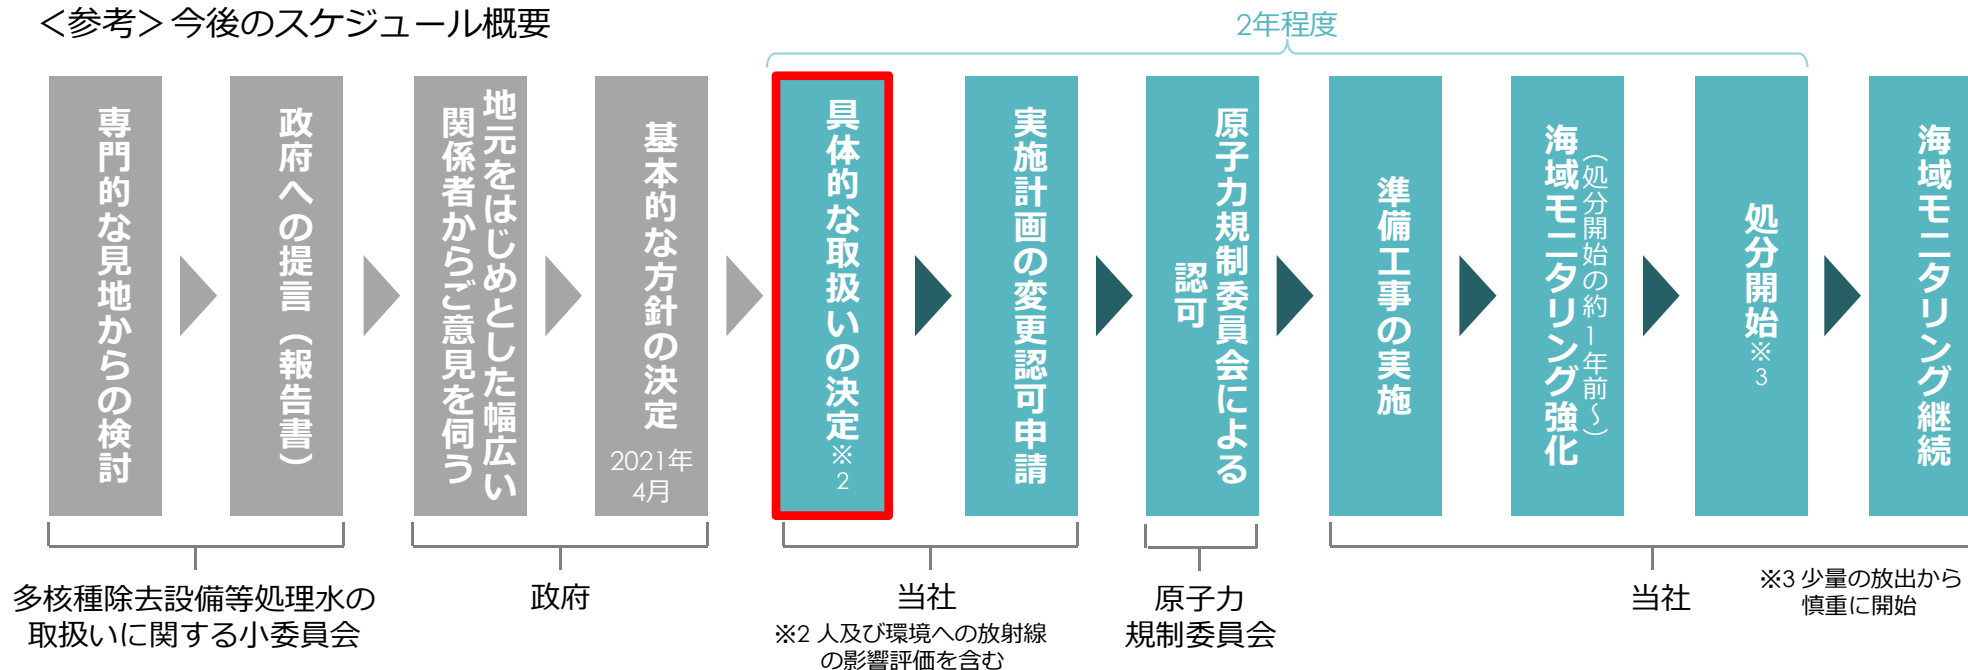 ＜参考＞今後のスケジュール概要
2年程度
専門的な見地からの検討
政府への提言（報告書）
地元をはじめとした幅広い
関係者からご意見を伺う
基本的な方針の決定
2021年
4月
具体的な取扱いの決定※2
実施計画の変更認可申請
原子力規制委員会による
認可
準備工事の実施
（処分開始の約1年前～）
海域モニタリング強化
処分開始※3
海域モニタリング継続
多核種除去設備等処理水の
取扱いに関する小委員会
政府
当社
※2 人及び環境への放射線
の影響評価を含む
原子力
規制委員会
当社
※3 少量の放出から
慎重に開始